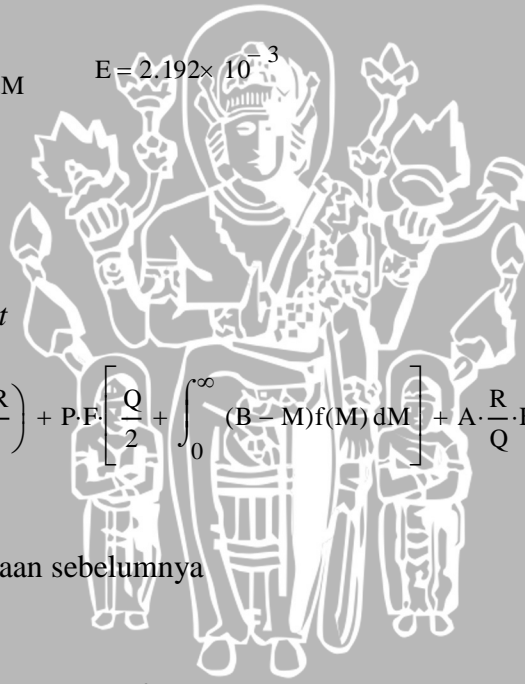 M
E = 2.192× 10⁻³
t
R) + P·F·[Q/2 + ∫₀^∞ (B − M)f(M) dM] + A·R/Q·
aan sebelumnya